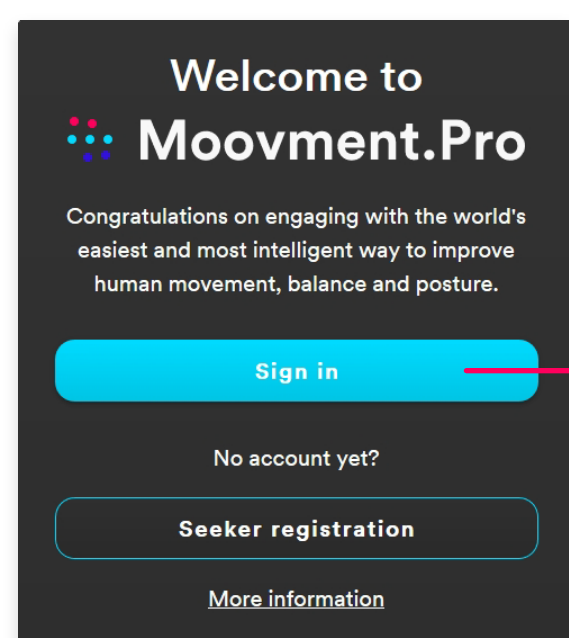 Welcome to
Moovment.Pro
Congratulations on engaging with the world's
easiest and most intelligent way to improve
human movement, balance and posture.
Sign in
No account yet?
Seeker registration
More information